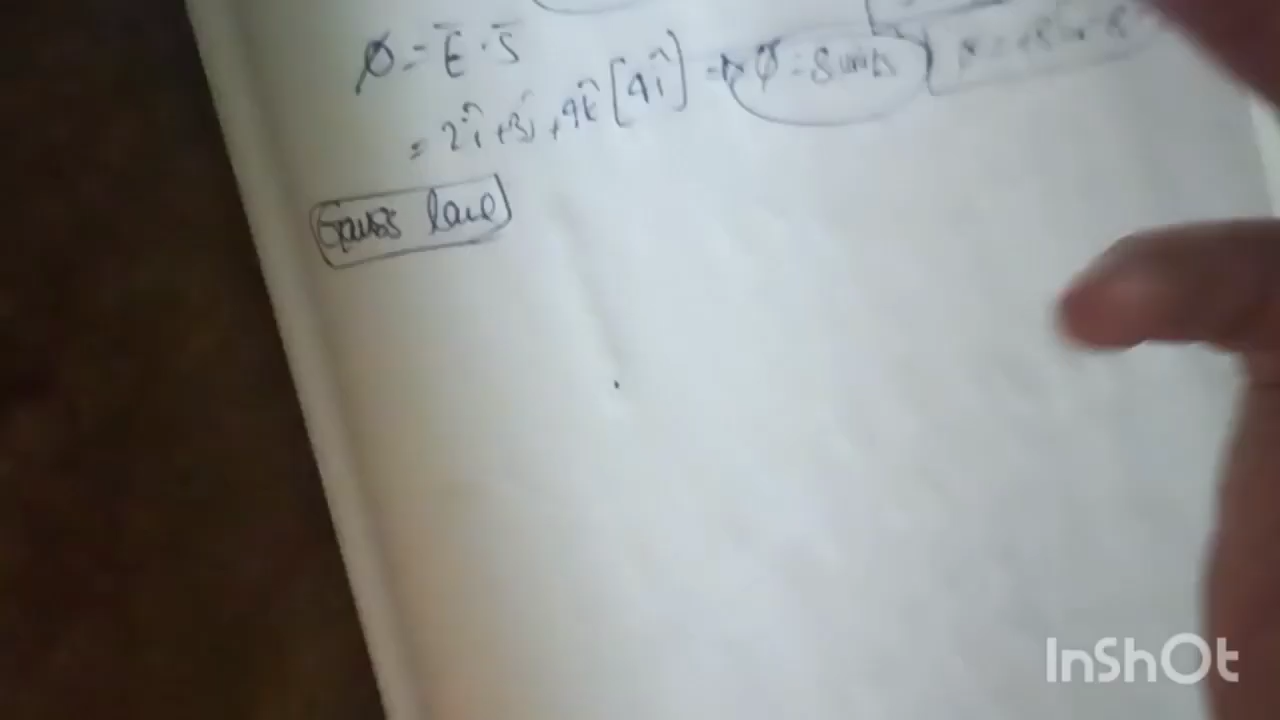 ∅ = E̅ · S̅
= 2î + 3ĵ + 4k̂ [4î] ⇒ ∅ = 8 units
Gauss law
InShOt